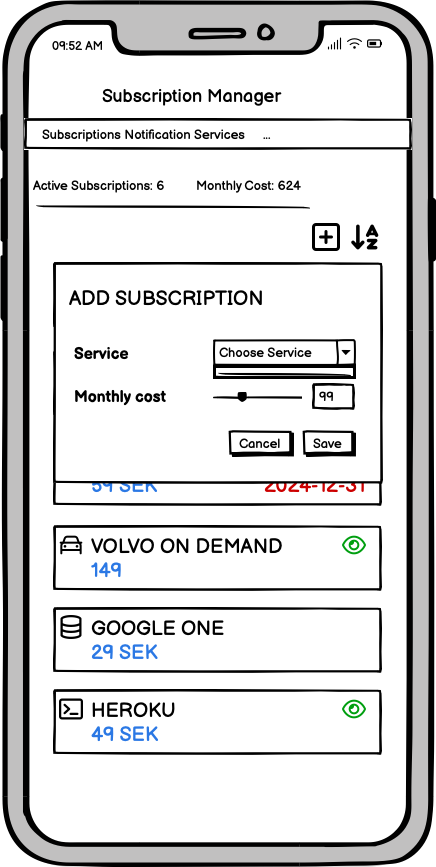 09:52 AM
Subscription Manager
Subscriptions Notification Services ...
Active Subscriptions: 6 Monthly Cost: 624
A
Z
ADD SUBSCRIPTION
Service Choose Service
Monthly cost 99
Cancel Save
59 SEK 2024-12-31
VOLVO ON DEMAND
149
GOOGLE ONE
29 SEK
HEROKU
49 SEK